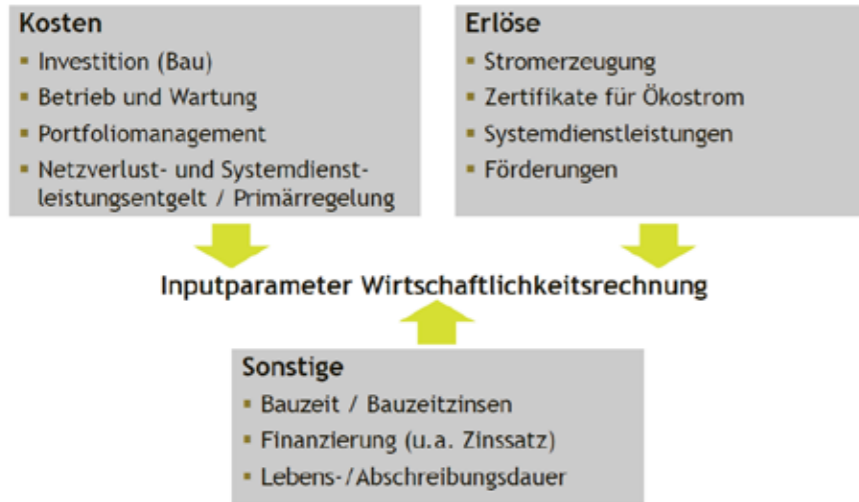 Kosten
▪ Investition (Bau)
▪ Betrieb und Wartung
▪ Portfoliomanagement
▪ Netzverlust- und Systemdienst-
leistungsentgelt / Primärregelung
Erlöse
▪ Stromerzeugung
▪ Zertifikate für Ökostrom
▪ Systemdienstleistungen
▪ Förderungen
Inputparameter Wirtschaftlichkeitsrechnung
Sonstige
▪ Bauzeit / Bauzeitzinsen
▪ Finanzierung (u.a. Zinssatz)
▪ Lebens-/Abschreibungsdauer